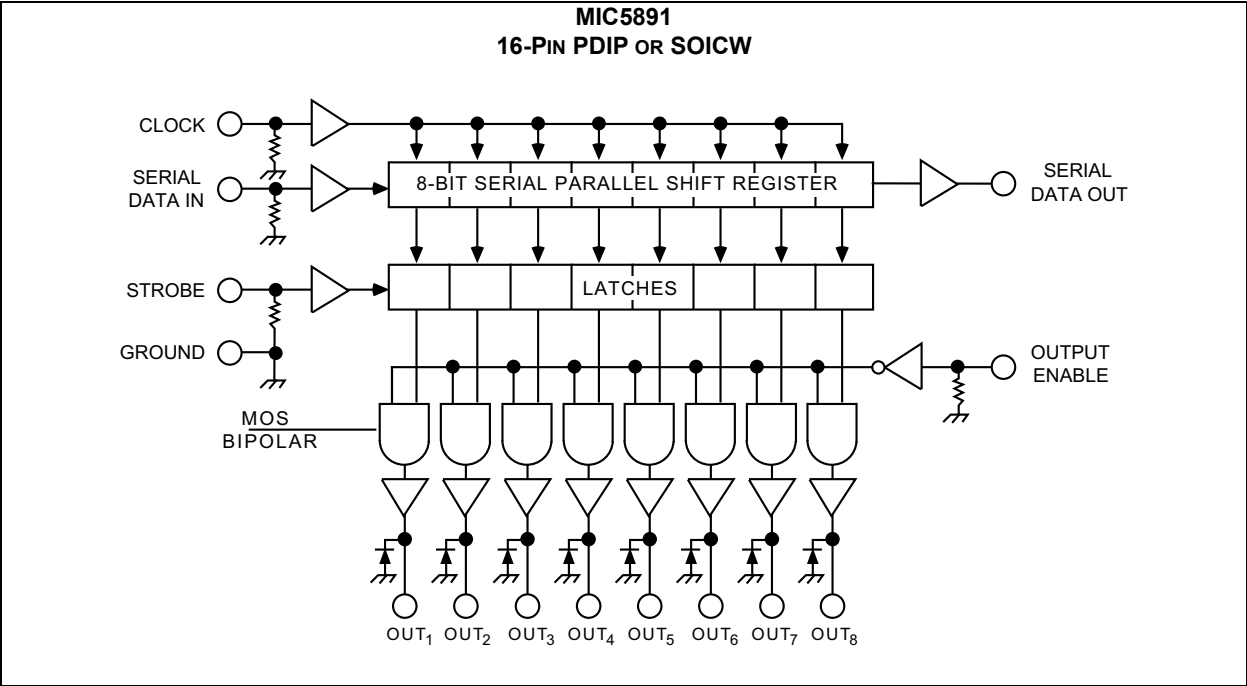 MIC5891
16-PIN PDIP OR SOICW
CLOCK
SERIAL
DATA IN
8-BIT SERIAL PARALLEL SHIFT REGISTER
SERIAL
DATA OUT
STROBE
LATCHES
GROUND
OUTPUT
ENABLE
MOS
BIPOLAR
OUT1 OUT2 OUT3 OUT4 OUT5 OUT6 OUT7 OUT8